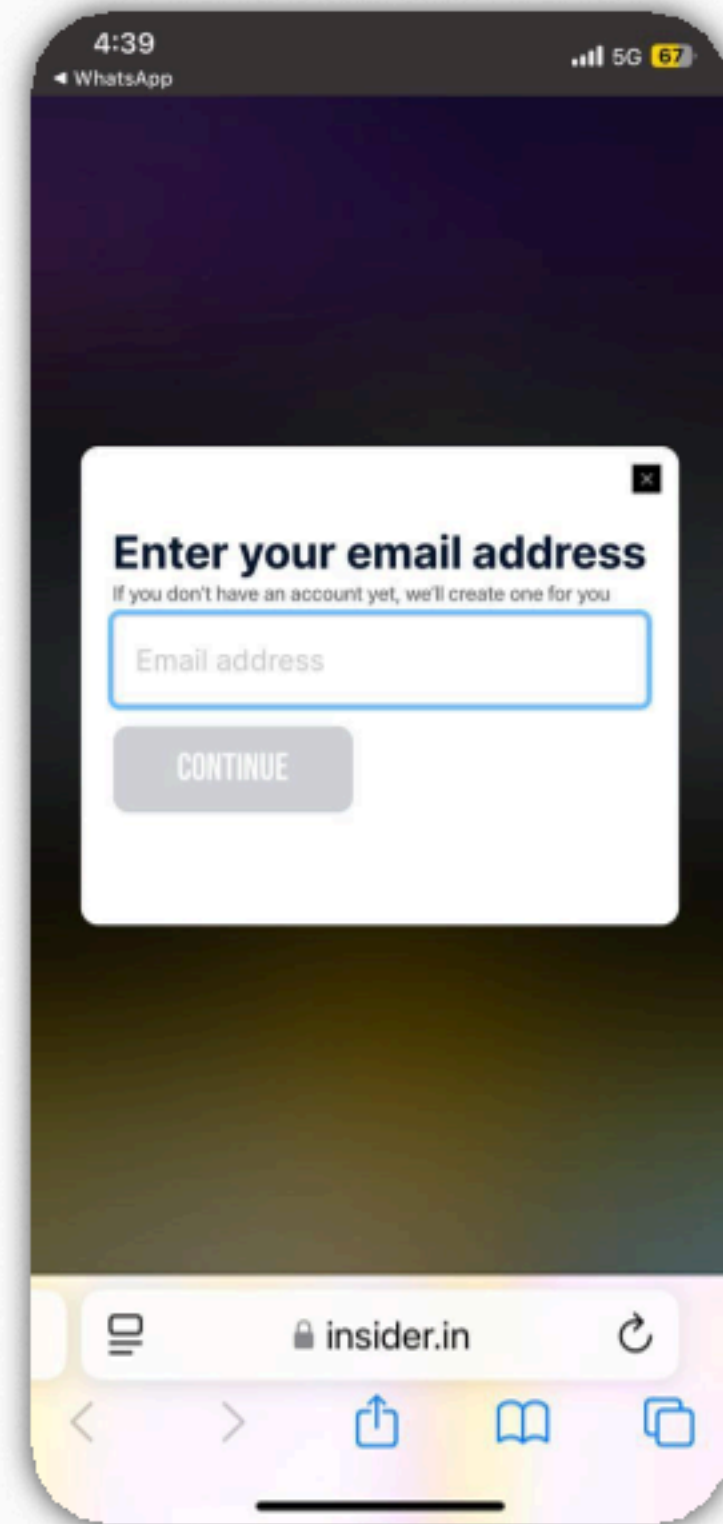 4:39
5G 67
◄ WhatsApp
Enter your email address
If you don't have an account yet, we'll create one for you
Email address
CONTINUE
insider.in